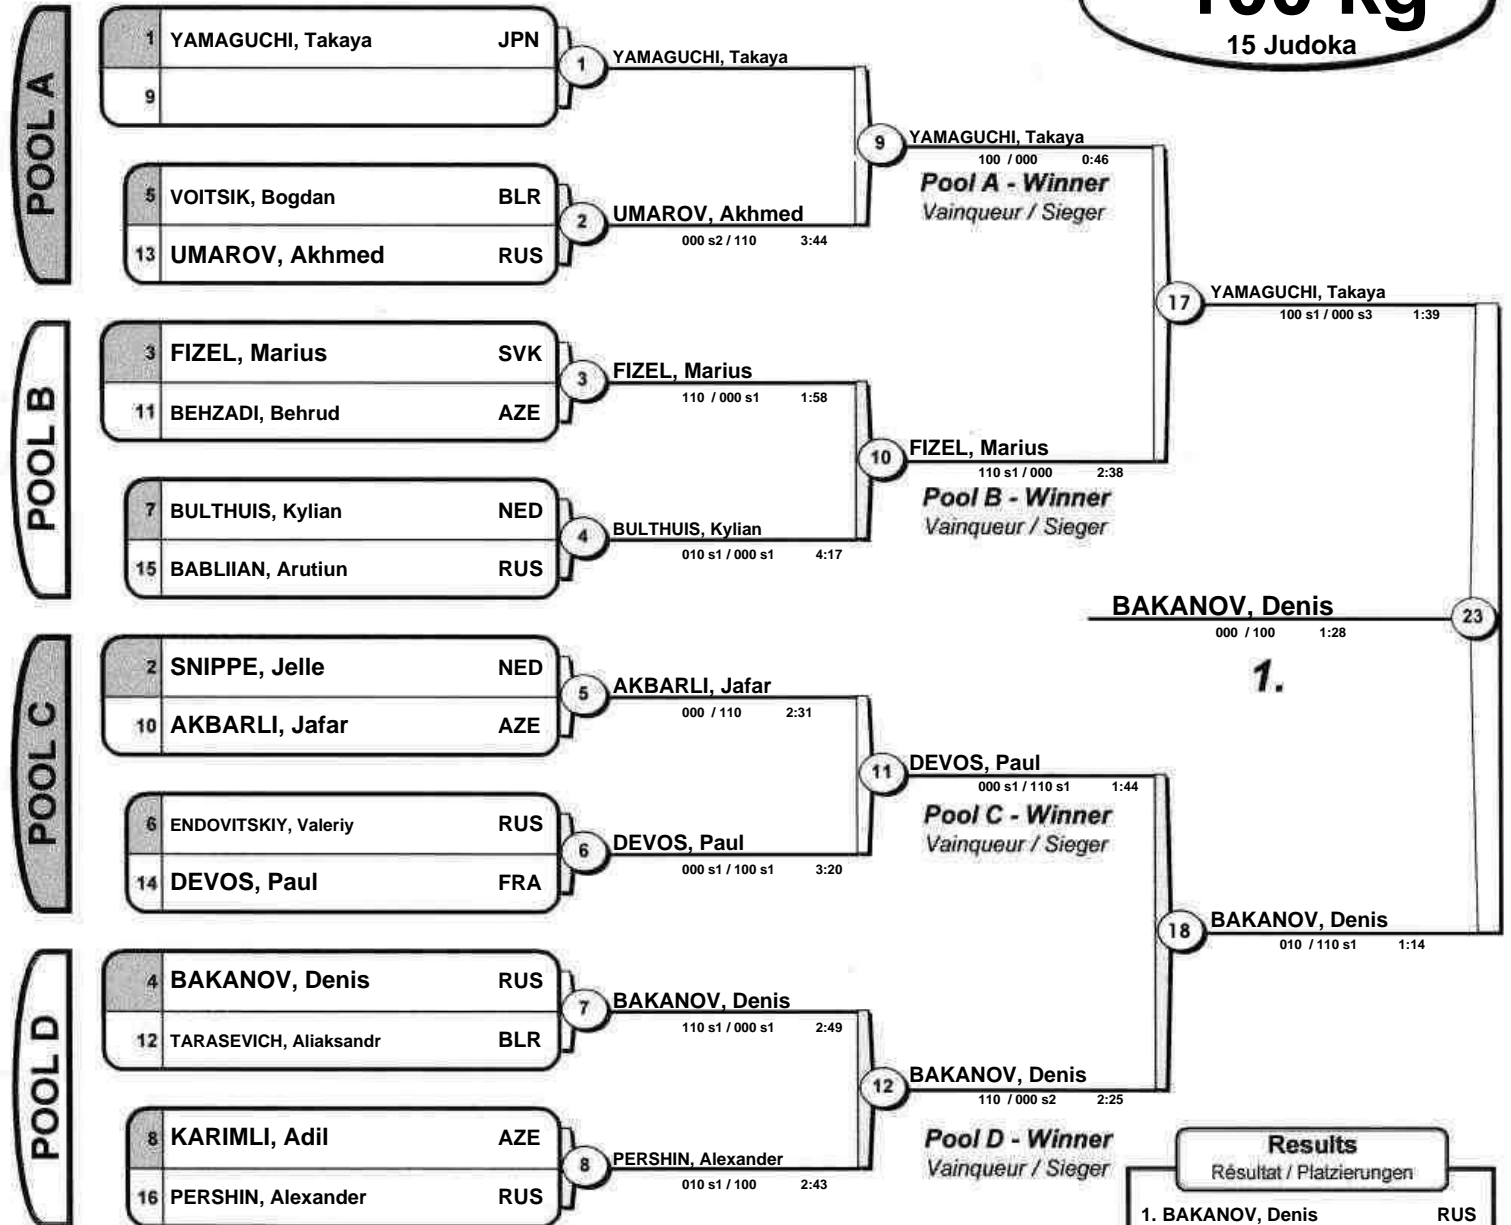 100 kg
15 Judoka
POOL A
1 YAMAGUCHI, Takaya JPN
9
1
YAMAGUCHI, Takaya
5 VOITSIK, Bogdan BLR
13 UMAROV, Akhmed RUS
2
UMAROV, Akhmed
000 s2 / 110 3:44
9
YAMAGUCHI, Takaya
100 / 000 0:46
Pool A - Winner
Vainqueur / Sieger
POOL B
3 FIZEL, Marius SVK
11 BEHZADI, Behrud AZE
3
FIZEL, Marius
110 / 000 s1 1:58
7 BULTHUIS, Kylian NED
15 BABLIIAN, Arutiun RUS
4
BULTHUIS, Kylian
010 s1 / 000 s1 4:17
10
FIZEL, Marius
110 s1 / 000 2:38
Pool B - Winner
Vainqueur / Sieger
17
YAMAGUCHI, Takaya
100 s1 / 000 s3 1:39
BAKANOV, Denis
23
000 / 100 1:28
1.
POOL C
2 SNIPPE, Jelle NED
10 AKBARLI, Jafar AZE
5
AKBARLI, Jafar
000 / 110 2:31
6 ENDOVITSKIY, Valeriy RUS
14 DEVOS, Paul FRA
6
DEVOS, Paul
000 s1 / 100 s1 3:20
11
DEVOS, Paul
000 s1 / 110 s1 1:44
Pool C - Winner
Vainqueur / Sieger
18
BAKANOV, Denis
010 / 110 s1 1:14
POOL D
4 BAKANOV, Denis RUS
12 TARASEVICH, Aliaksandr BLR
7
BAKANOV, Denis
110 s1 / 000 s1 2:49
8 KARIMLI, Adil AZE
16 PERSHIN, Alexander RUS
8
PERSHIN, Alexander
010 s1 / 100 2:43
12
BAKANOV, Denis
110 / 000 s2 2:25
Pool D - Winner
Vainqueur / Sieger
Results
Résultat / Platzierungen
1. BAKANOV, Denis RUS